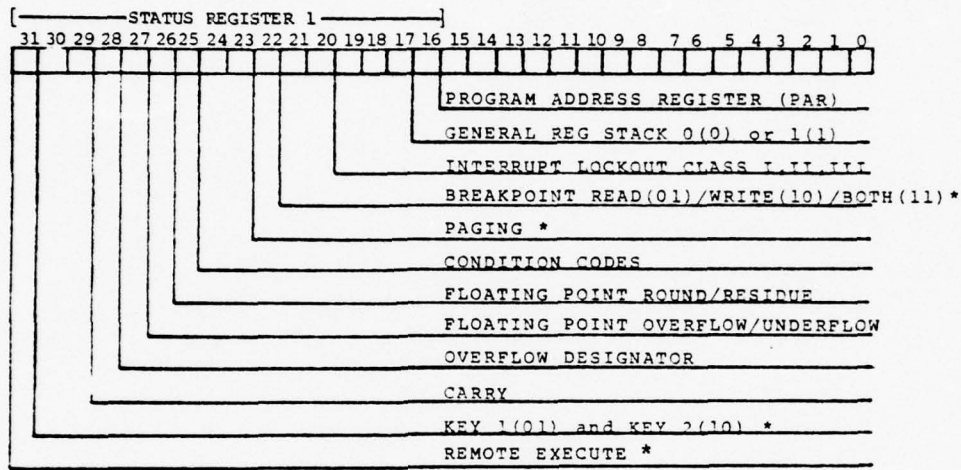 STATUS REGISTER 1
31 30 29 28 27 26 25 24 23 22 21 20 19 18 17 16 15 14 13 12 11 10 9 8 7 6 5 4 3 2 1 0
PROGRAM ADDRESS REGISTER (PAR)
GENERAL REG STACK 0(0) or 1(1)
INTERRUPT LOCKOUT CLASS I,II,III
BREAKPOINT READ(01)/WRITE(10)/BOTH(11)*
PAGING *
CONDITION CODES
FLOATING POINT ROUND/RESIDUE
FLOATING POINT OVERFLOW/UNDERFLOW
OVERFLOW DESIGNATOR
CARRY
KEY 1(01) and KEY 2(10) *
REMOTE EXECUTE *